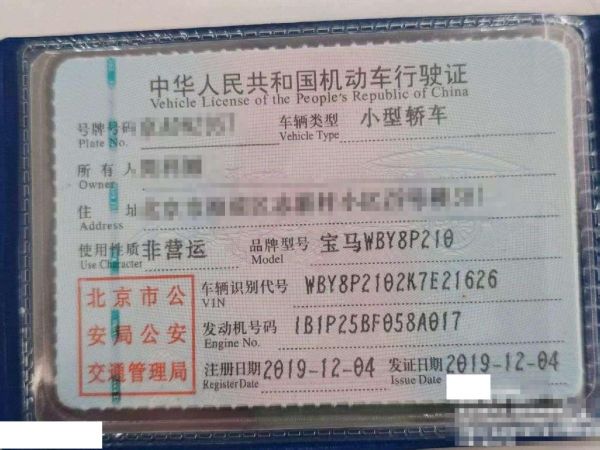 中华人民共和国机动车行驶证
Vehicle License of the People's Republic of China
号牌号码
Plate No.
车辆类型 小型轿车
Vehicle Type
所有人
Owner
住 址
Address
使用性质 非营运
Use Character
品牌型号 宝马WBY8P210
Model
北京市公
安局公安
交通管理局
车辆识别代号 WBY8P2102K7E21626
VIN
发动机号码 1B1P25BF058A017
Engine No.
注册日期 2019-12-04
Register Date
发证日期 2019-12-04
Issue Date